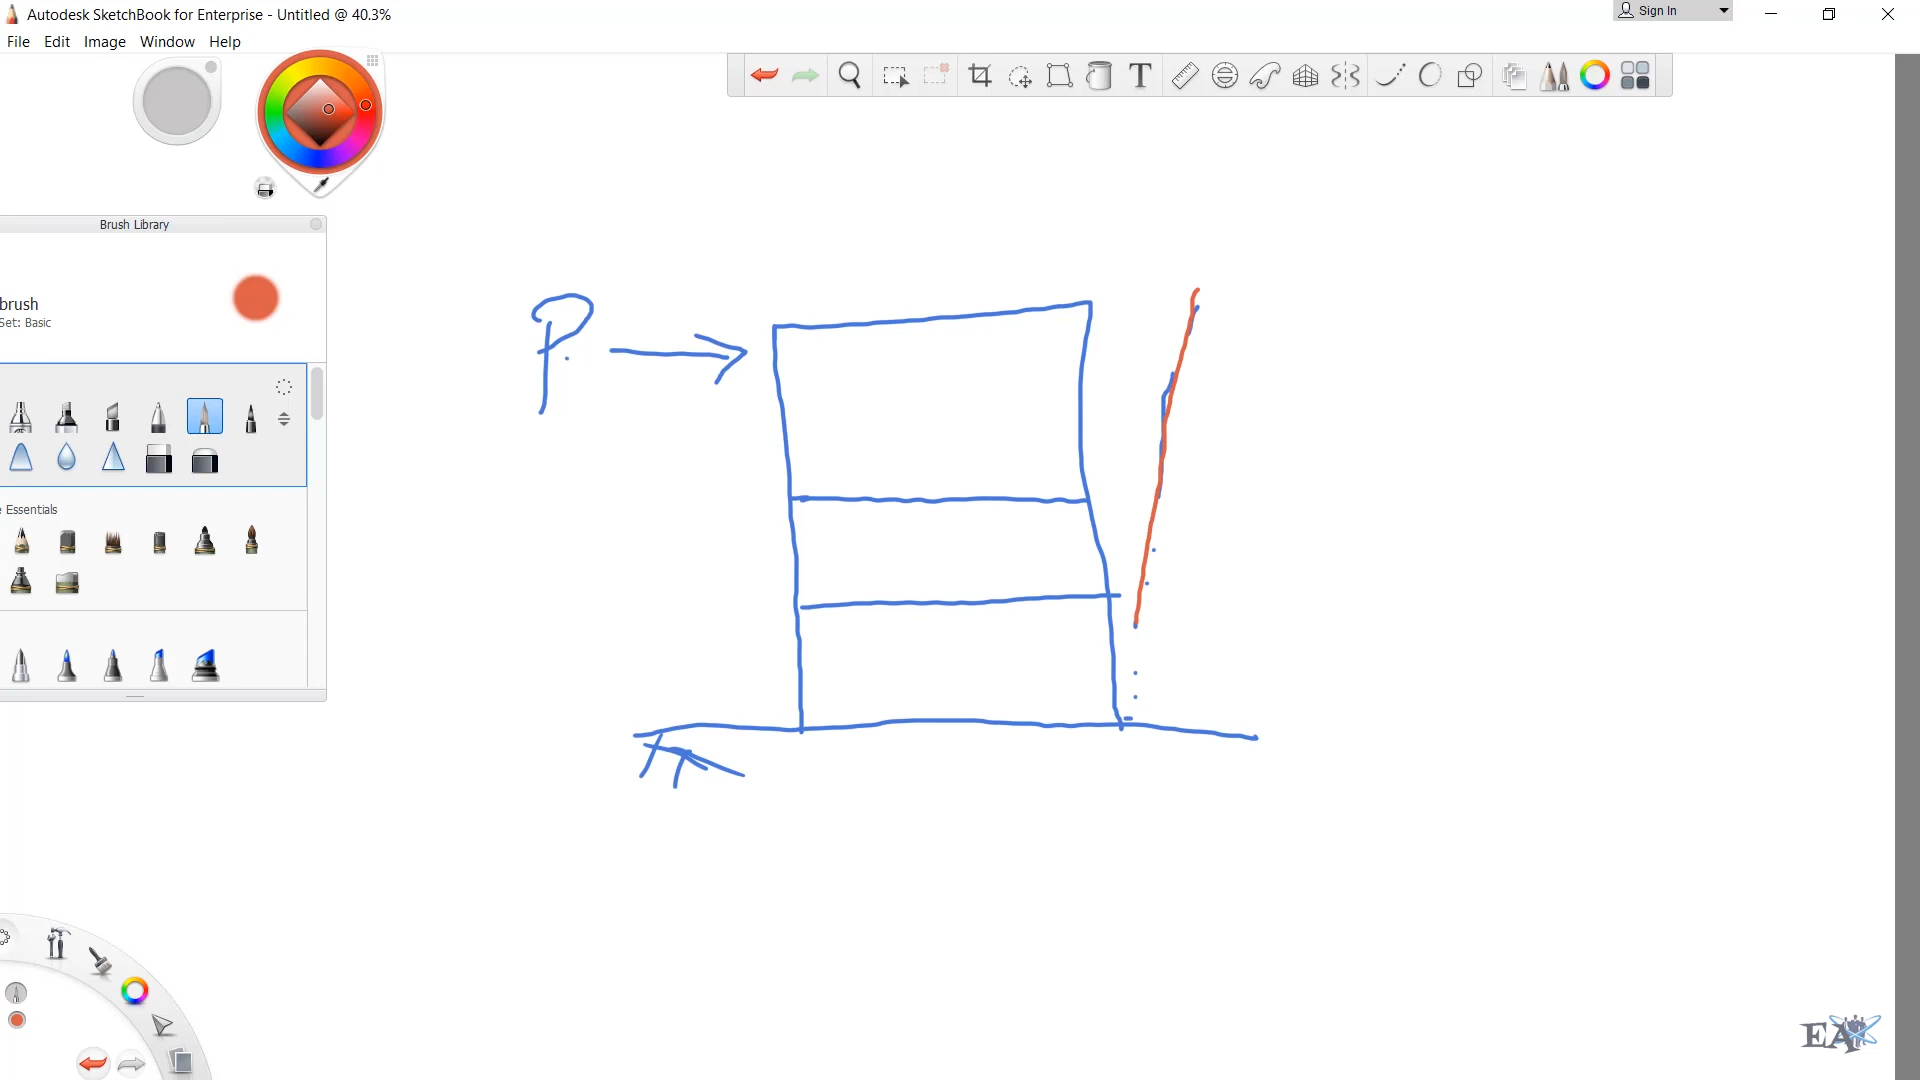 Autodesk SketchBook for Enterprise - Untitled @ 40.3%
Sign In
File Edit Image Window Help
T
Brush Library
brush
Set: Basic
P
Essentials
EA